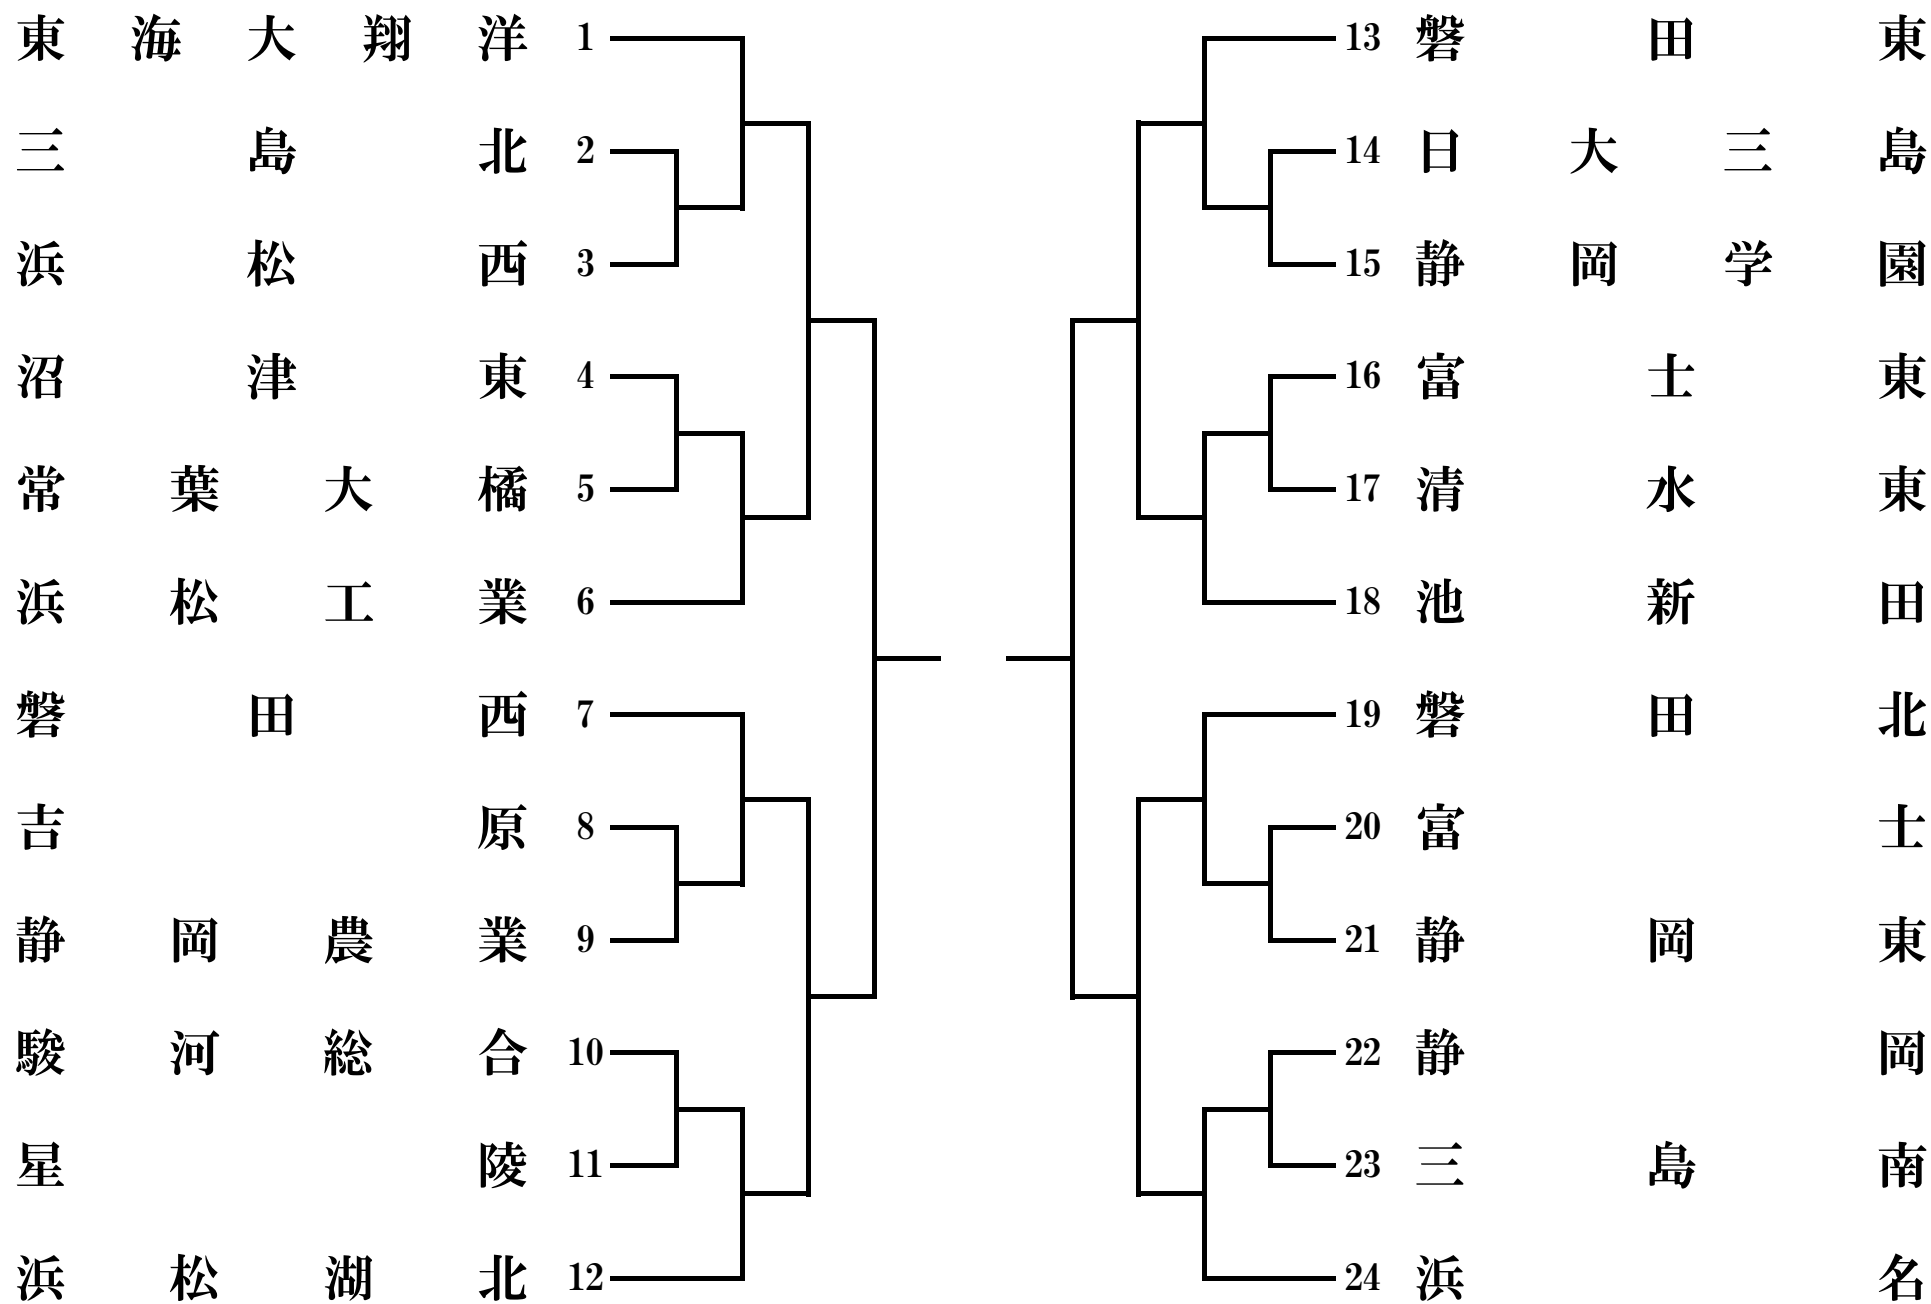 東海大翔洋 1
三島北 2
浜松西 3
沼津東 4
常葉大橘 5
浜松工業 6
磐田西 7
吉原 8
静岡農業 9
駿河総合 10
星陵 11
浜松湖北 12
13 磐田東
14 日大三島
15 静岡学園
16 富士東
17 清水東
18 池新田
19 磐田北
20 富士
21 静岡東
22 静岡
23 三島南
24 浜名